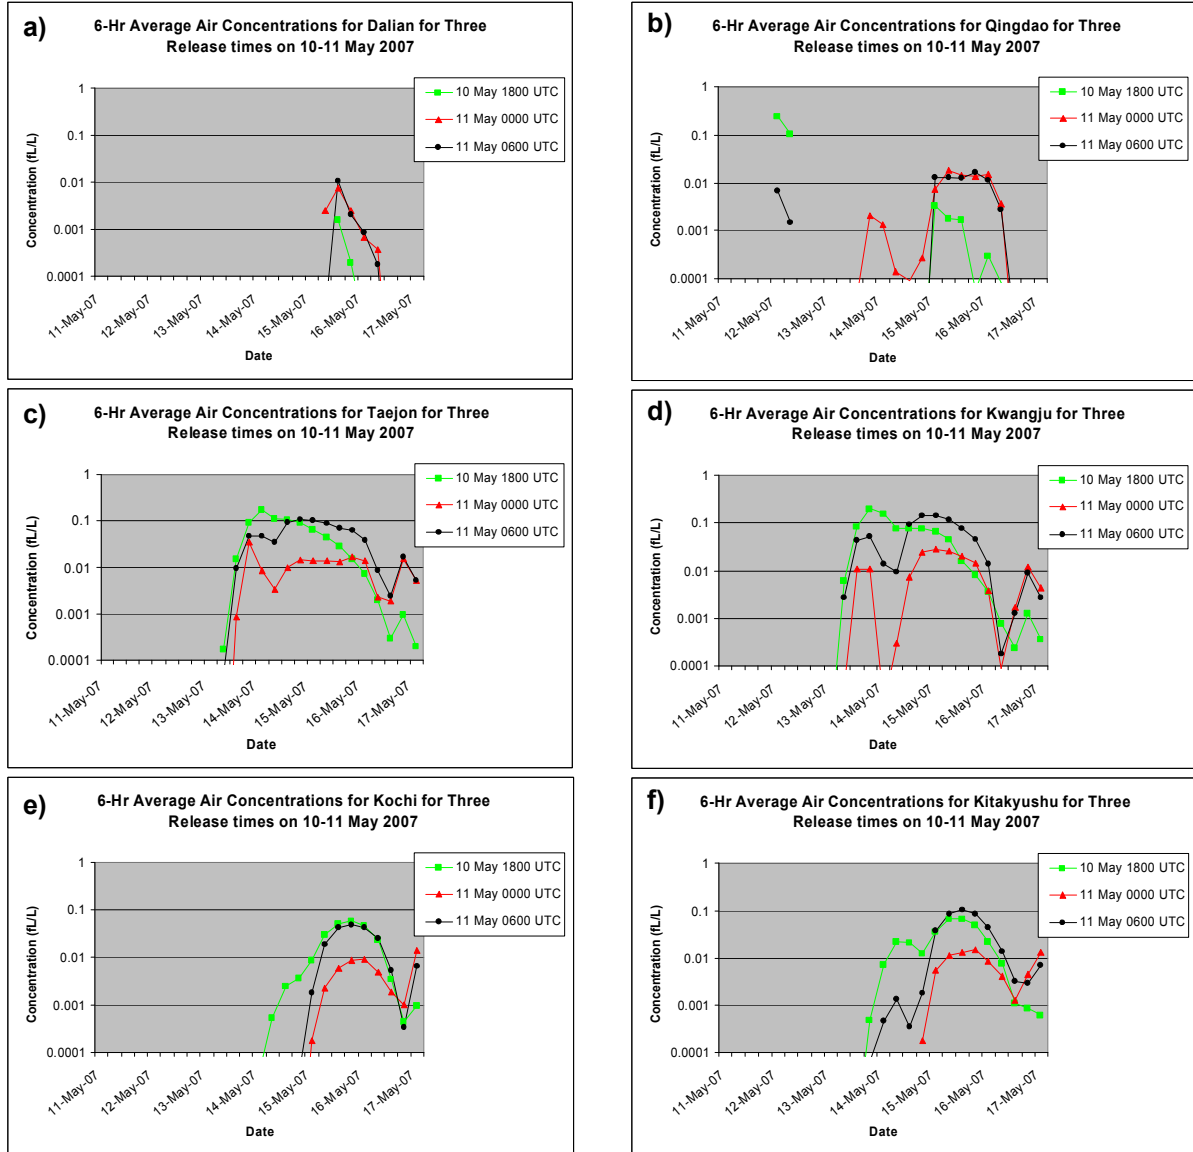 a)
6-Hr Average Air Concentrations for Dalian for Three
Release times on 10-11 May 2007
10 May 1800 UTC
11 May 0000 UTC
11 May 0600 UTC
Concentration (fL/L)
1
0.1
0.01
0.001
0.0001
11-May-07
12-May-07
13-May-07
14-May-07
15-May-07
16-May-07
17-May-07
Date
b)
6-Hr Average Air Concentrations for Qingdao for Three
Release times on 10-11 May 2007
10 May 1800 UTC
11 May 0000 UTC
11 May 0600 UTC
Concentration (fL/L)
1
0.1
0.01
0.001
0.0001
11-May-07
12-May-07
13-May-07
14-May-07
15-May-07
16-May-07
17-May-07
Date
c)
6-Hr Average Air Concentrations for Taejon for Three
Release times on 10-11 May 2007
10 May 1800 UTC
11 May 0000 UTC
11 May 0600 UTC
Concentration (fL/L)
1
0.1
0.01
0.001
0.0001
11-May-07
12-May-07
13-May-07
14-May-07
15-May-07
16-May-07
17-May-07
Date
d)
6-Hr Average Air Concentrations for Kwangju for Three
Release times on 10-11 May 2007
10 May 1800 UTC
11 May 0000 UTC
11 May 0600 UTC
Concentration (fL/L)
1
0.1
0.01
0.001
0.0001
11-May-07
12-May-07
13-May-07
14-May-07
15-May-07
16-May-07
17-May-07
Date
e)
6-Hr Average Air Concentrations for Kochi for Three
Release times on 10-11 May 2007
10 May 1800 UTC
11 May 0000 UTC
11 May 0600 UTC
Concentration (fL/L)
1
0.1
0.01
0.001
0.0001
11-May-07
12-May-07
13-May-07
14-May-07
15-May-07
16-May-07
17-May-07
Date
f)
6-Hr Average Air Concentrations for Kitakyushu for Three
Release times on 10-11 May 2007
10 May 1800 UTC
11 May 0000 UTC
11 May 0600 UTC
Concentration (fL/L)
1
0.1
0.01
0.001
0.0001
11-May-07
12-May-07
13-May-07
14-May-07
15-May-07
16-May-07
17-May-07
Date